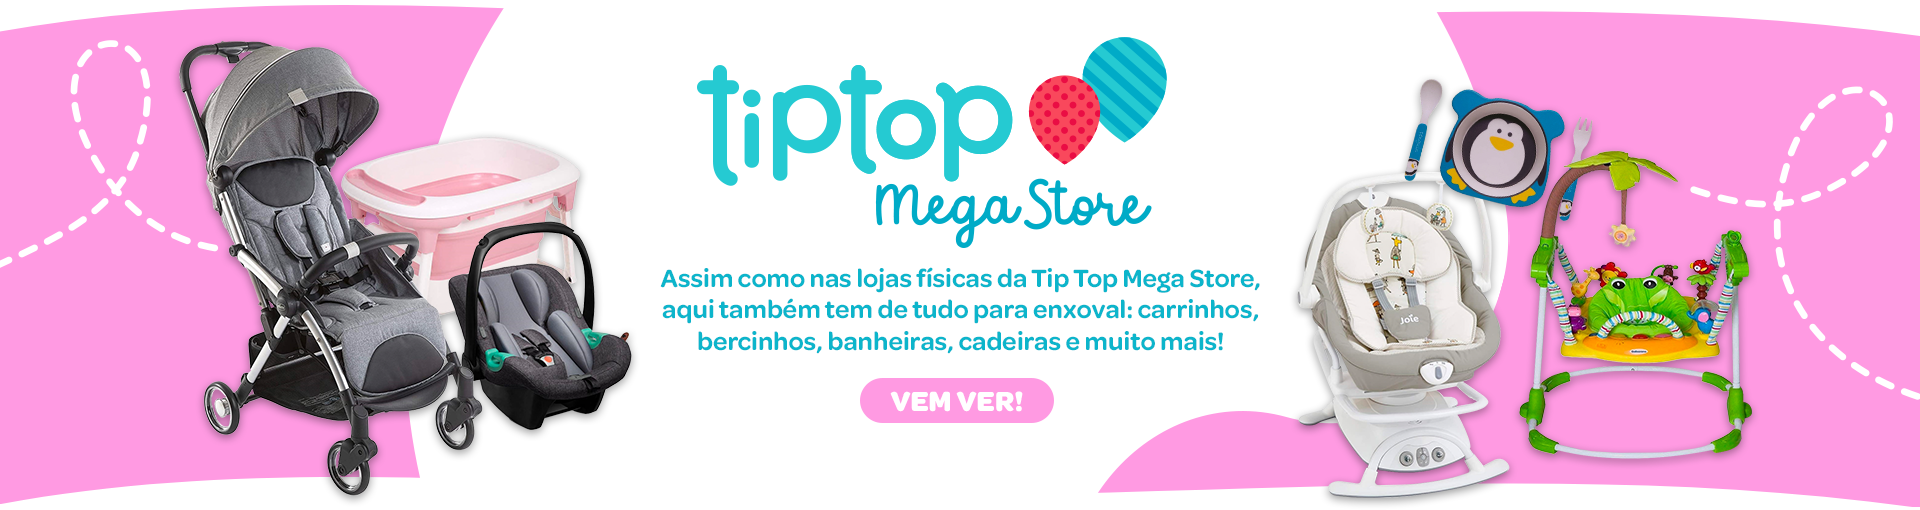 tiptop
Mega Store
Assim como nas lojas físicas da Tip Top Mega Store,
aqui também tem de tudo para enxoval: carrinhos,
bercinhos, banheiras, cadeiras e muito mais!
VEM VER!
Joie